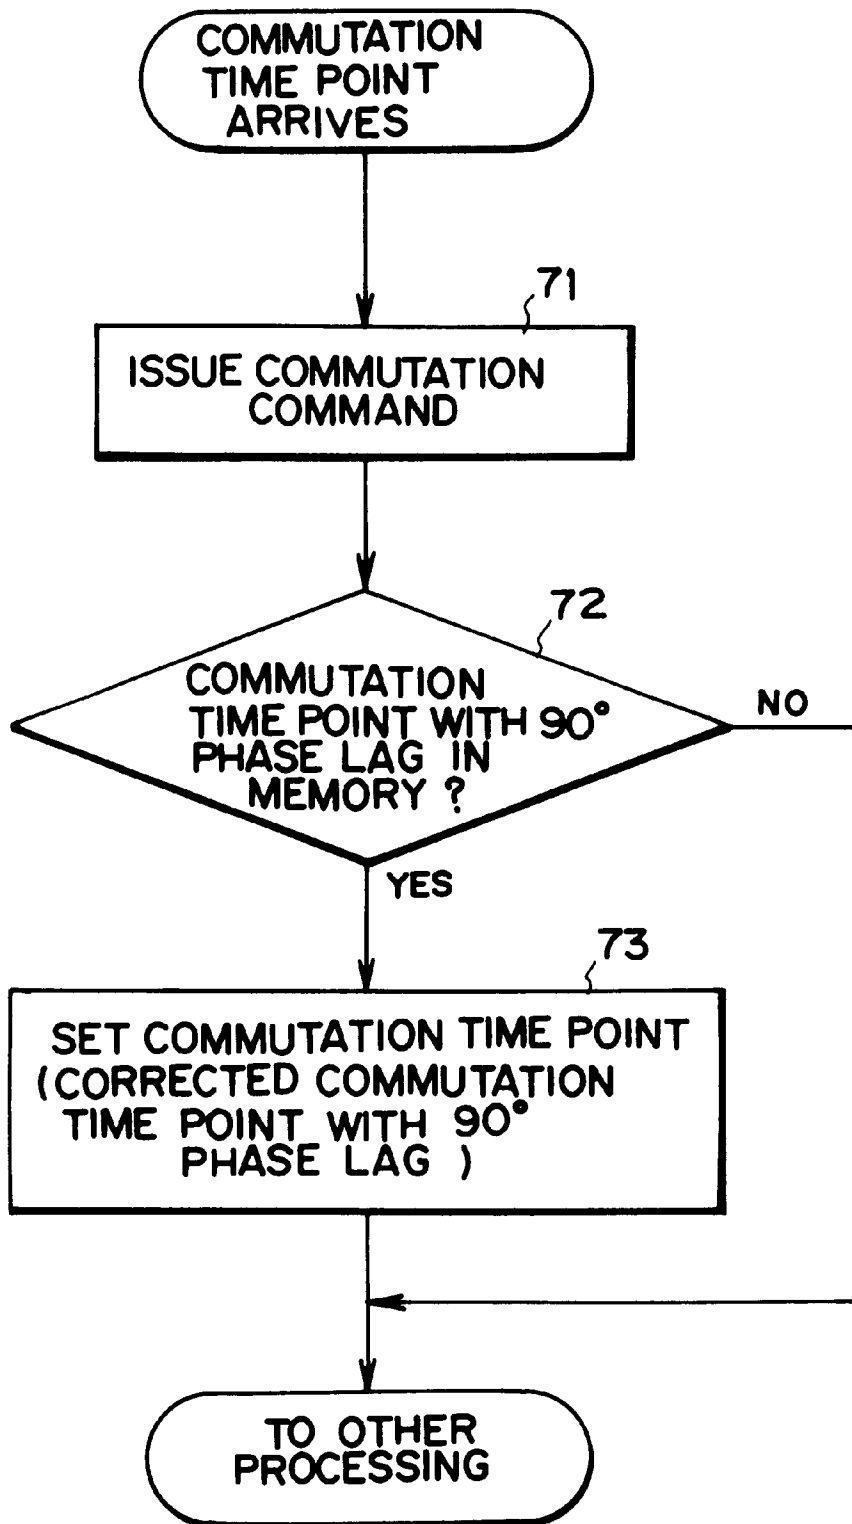 COMMUTATION
TIME POINT
ARRIVES
71
ISSUE COMMUTATION
COMMAND
72
COMMUTATION
TIME POINT WITH 90°
PHASE LAG IN
MEMORY ?
NO
YES
73
SET COMMUTATION TIME POINT
(CORRECTED COMMUTATION
TIME POINT WITH 90°
PHASE LAG )
TO OTHER
PROCESSING